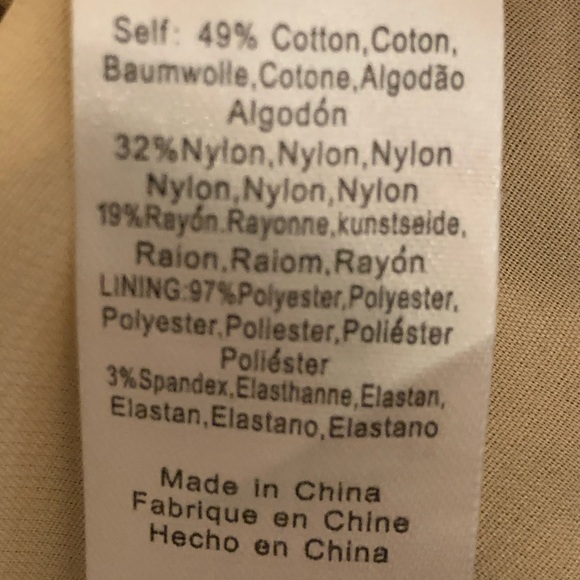 Self: 49% Cotton,Coton,
Baumwolle,Cotone,Algodão
Algodón
32%Nylon,Nylon,Nylon
Nylon,Nylon,Nylon
19%Rayón.Rayonne,kunstseide,
Raion,Raiom,Rayón
LINING:97%Polyester,Polyester,
Polyester,Poliester,Poliéster
Poliéster
3%Spandex,Elasthanne,Elastan,
Elastan,Elastano,Elastano
Made in China
Fabrique en Chine
Hecho en China